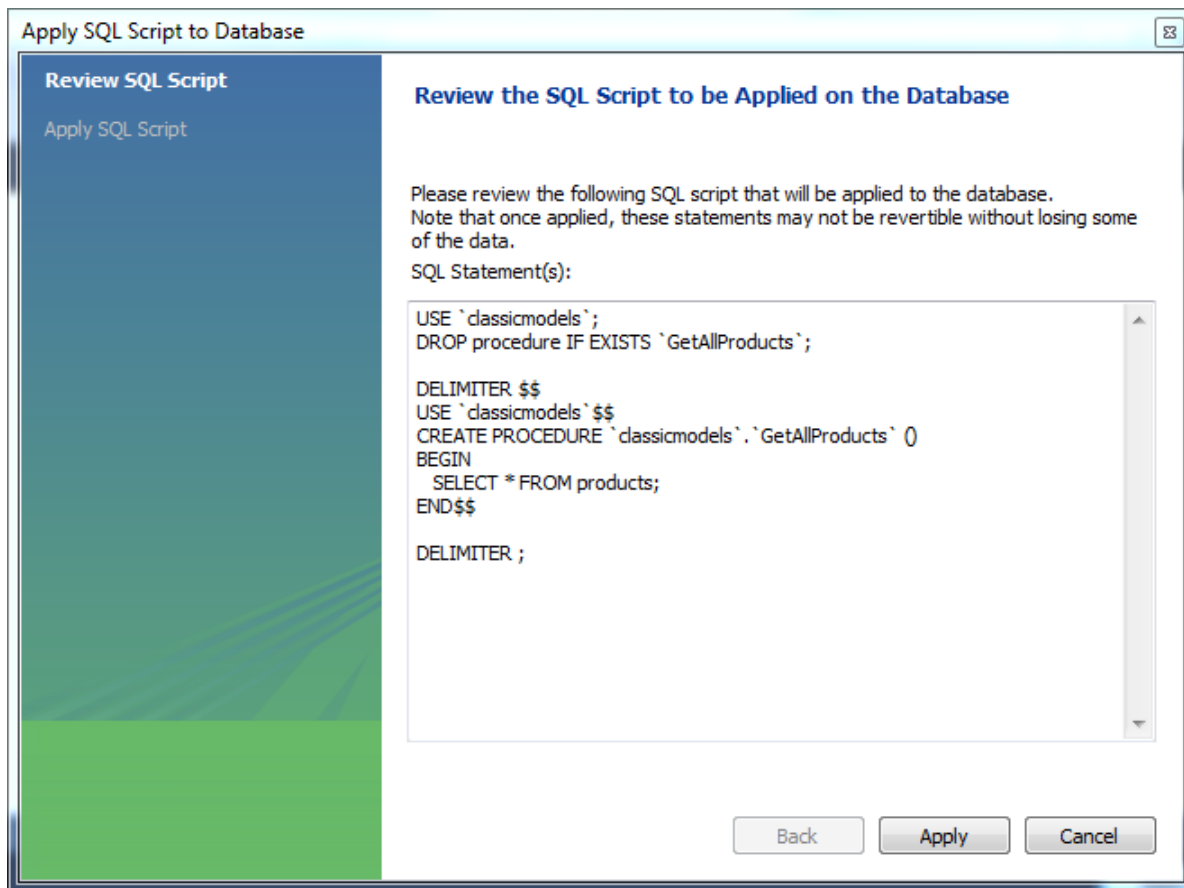 Apply SQL Script to Database
Review SQL Script
Apply SQL Script
Review the SQL Script to be Applied on the Database
Please review the following SQL script that will be applied to the database.
Note that once applied, these statements may not be revertible without losing some
of the data.
SQL Statement(s):
USE `classicmodels`;
DROP procedure IF EXISTS `GetAllProducts`;
DELIMITER $$
USE `classicmodels`$$
CREATE PROCEDURE `classicmodels`.`GetAllProducts` ()
BEGIN
SELECT * FROM products;
END$$
DELIMITER ;
Back
Apply
Cancel